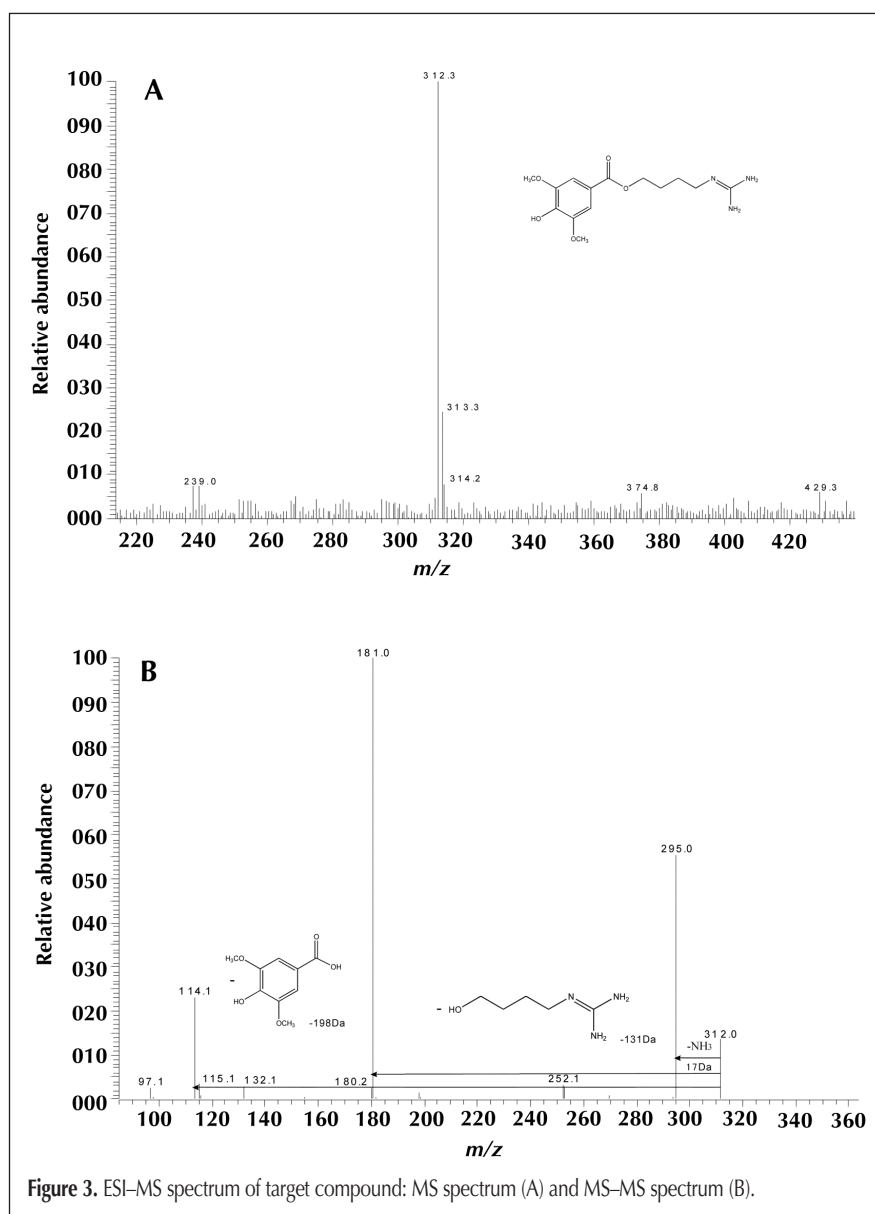 A
312.3
100
090
080
070
060
050
040
030
020
010
000
Relative abundance
313.3
314.2
239.0
374.8
429.3
O
H3CO
O
N
NH2
NH2
HO
OCH3
220 240 260 280 300 320 340 360 380 400 420
m/z
B
181.0
100
090
080
070
060
050
040
030
020
010
000
Relative abundance
295.0
O
H3CO
OH
HO
OCH3
-
-198Da
114.1
-
HO
N
NH2
NH2
-131Da
312.0
-NH3
17Da
97.1
115.1
132.1
180.2
252.1
100 120 140 160 180 200 220 240 260 280 300 320 340 360
m/z
Figure 3. ESI–MS spectrum of target compound: MS spectrum (A) and MS–MS spectrum (B).